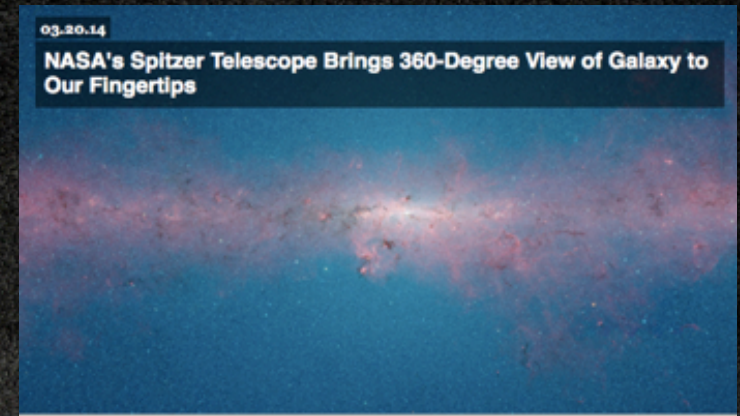 03.20.14
NASA's Spitzer Telescope Brings 360-Degree View of Galaxy to
Our Fingertips